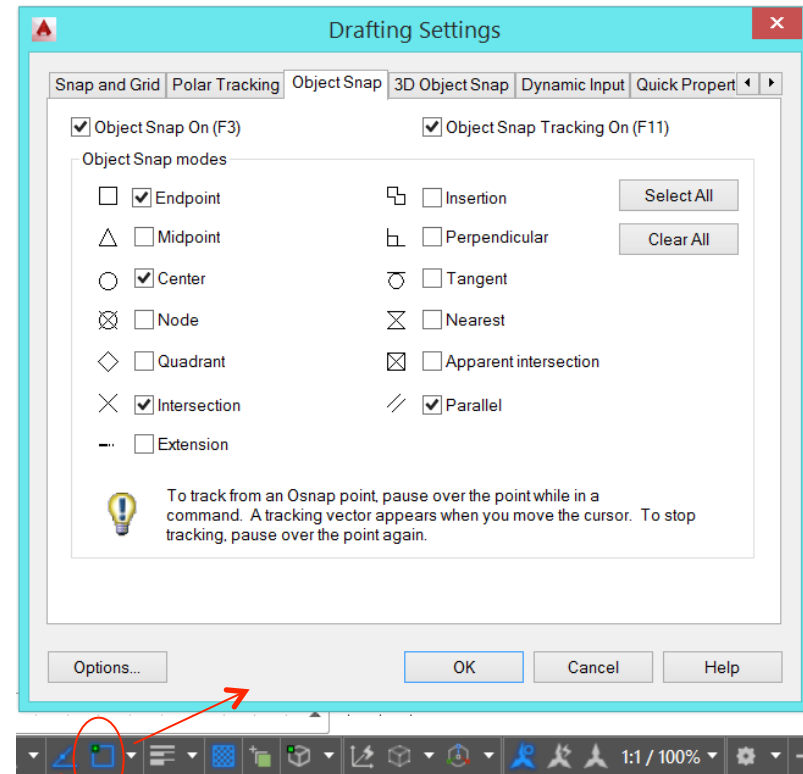 Drafting Settings
Snap and Grid Polar Tracking Object Snap 3D Object Snap Dynamic Input Quick Propert
Object Snap On (F3) Object Snap Tracking On (F11)
Object Snap modes
Endpoint Insertion Select All
Midpoint Perpendicular Clear All
Center Tangent
Node Nearest
Quadrant Apparent intersection
Intersection Parallel
Extension
To track from an Osnap point, pause over the point while in a
command. A tracking vector appears when you move the cursor. To stop
tracking, pause over the point again.
Options... OK Cancel Help
1:1 / 100%